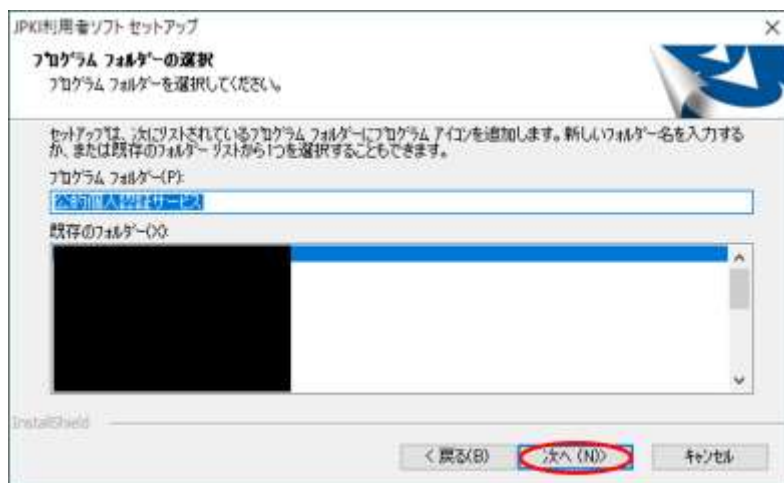 JPKI利用者ソフト セットアップ
プログラム フォルダーの選択
プログラム フォルダーを選択してください。
セットアップは、次にリストされているプログラム フォルダーにプログラム アイコンを追加します。新しいフォルダー名を入力する
か、または既存のフォルダー リストから1つを選択することもできます。
プログラム フォルダー(P):
公的個人認証サービス
既存のフォルダー(X):
InstallShield
< 戻る(B)
次へ (N)>
キャンセル